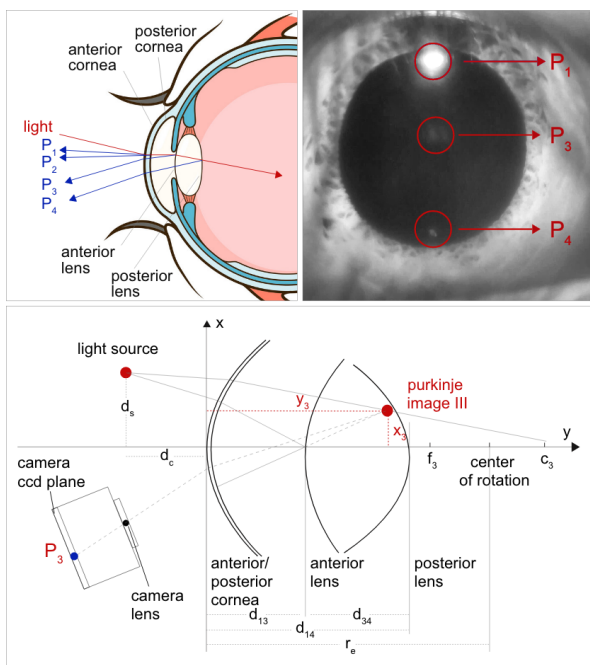 posterior
cornea
anterior
cornea
light
P1
P2
P3
P4
anterior
lens
posterior
lens
P1
P3
P4
x
light source
purkinje
image III
y3
ds
x3
y
dc
f3
c3
center
of rotation
camera
ccd plane
P3
camera
lens
anterior/
posterior
cornea
anterior
lens
posterior
lens
d13
d34
d14
re